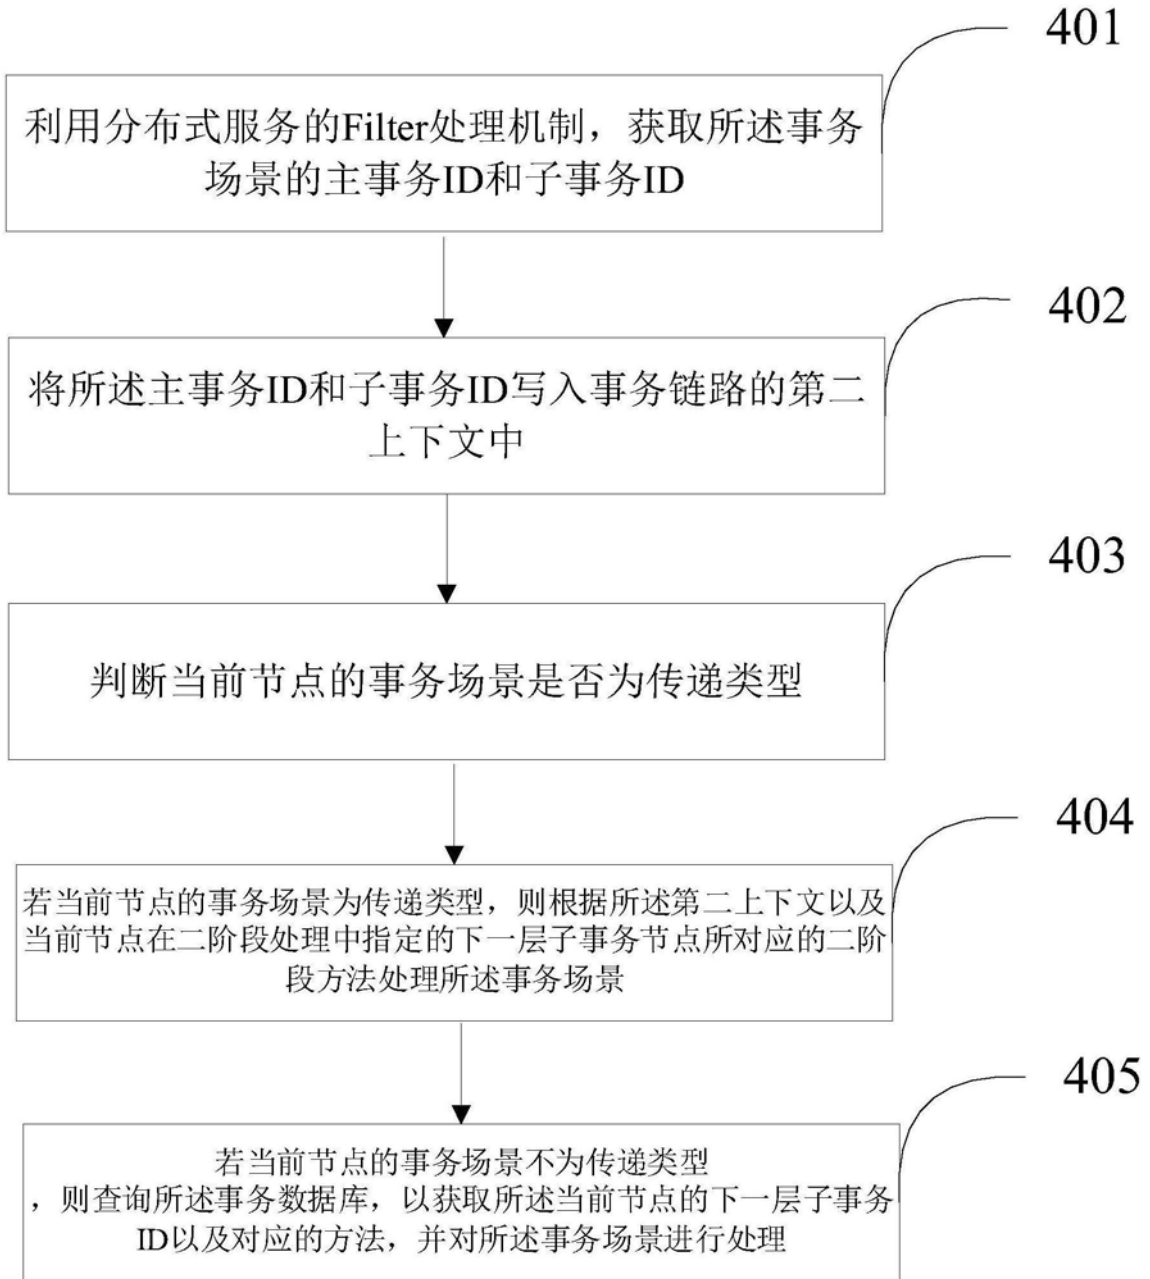 401
利用分布式服务的Filter处理机制，获取所述事务
场景的主事务ID和子事务ID
402
将所述主事务ID和子事务ID写入事务链路的第二
上下文中
403
判断当前节点的事务场景是否为传递类型
404
若当前节点的事务场景为传递类型，则根据所述第二上下文以及
当前节点在二阶段处理中指定的下一层子事务节点所对应的二阶
段方法处理所述事务场景
405
若当前节点的事务场景不为传递类型
，则查询所述事务数据库，以获取所述当前节点的下一层子事务
ID以及对应的方法，并对所述事务场景进行处理